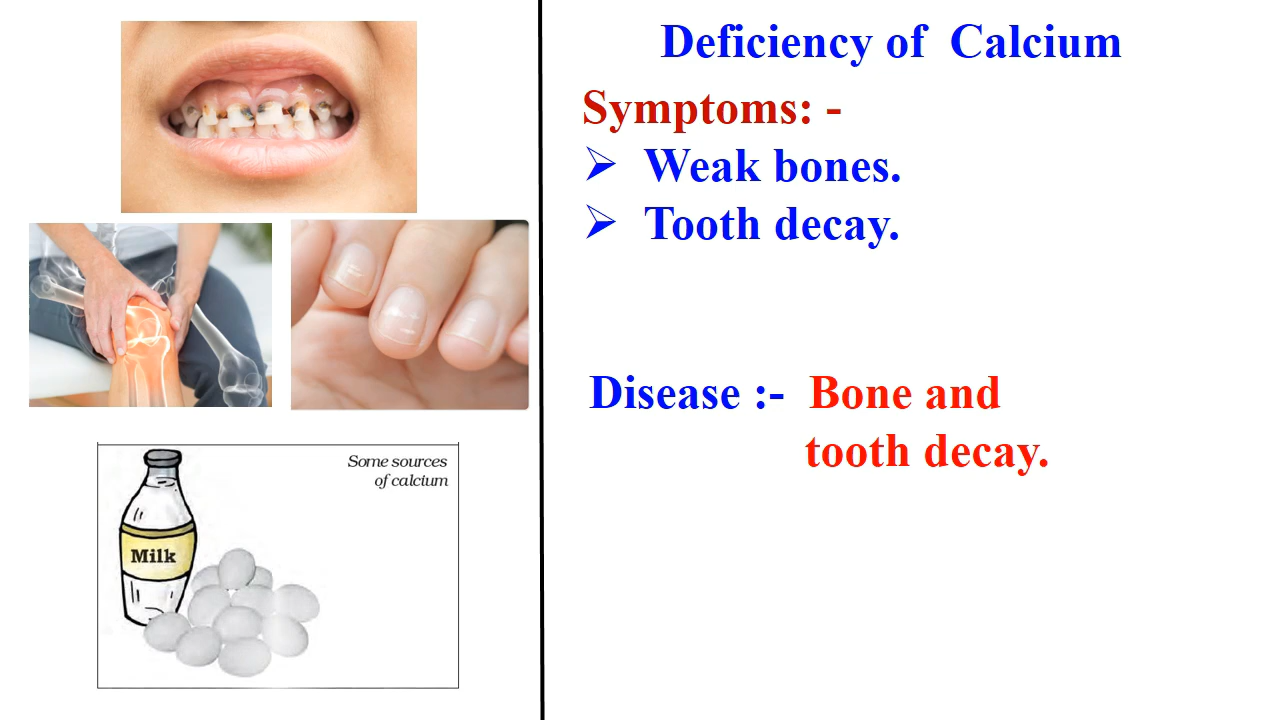 Deficiency of Calcium
Symptoms: -
➢ Weak bones.
➢ Tooth decay.
Disease :- Bone and
tooth decay.
Some sources
of calcium
Milk